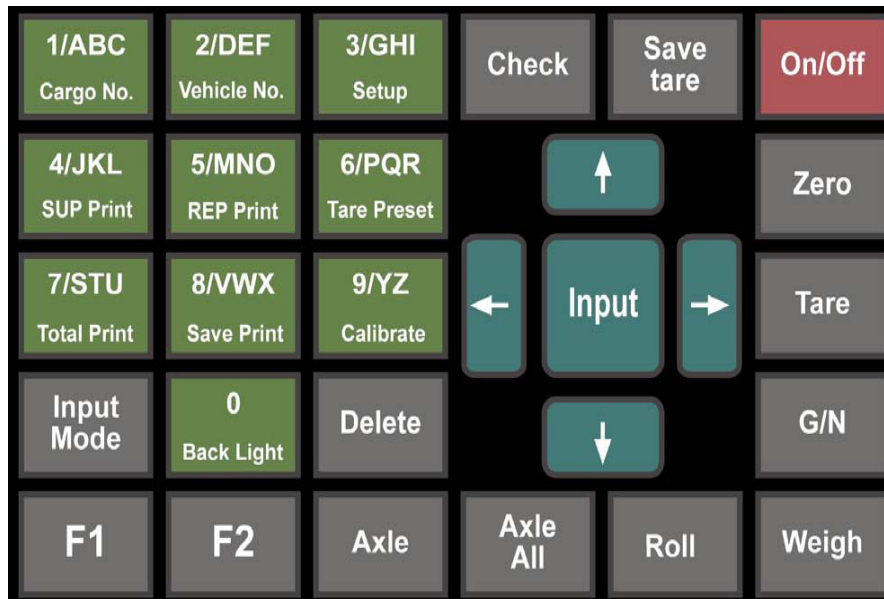 1/ABC
Cargo No.
2/DEF
Vehicle No.
3/GHI
Setup
Check
Save
tare
On/Off
4/JKL
SUP Print
5/MNO
REP Print
6/PQR
Tare Preset
Zero
7/STU
Total Print
8/VWX
Save Print
9/YZ
Calibrate
Input
Tare
Input
Mode
0
Back Light
Delete
G/N
F1
F2
Axle
Axle
All
Roll
Weigh